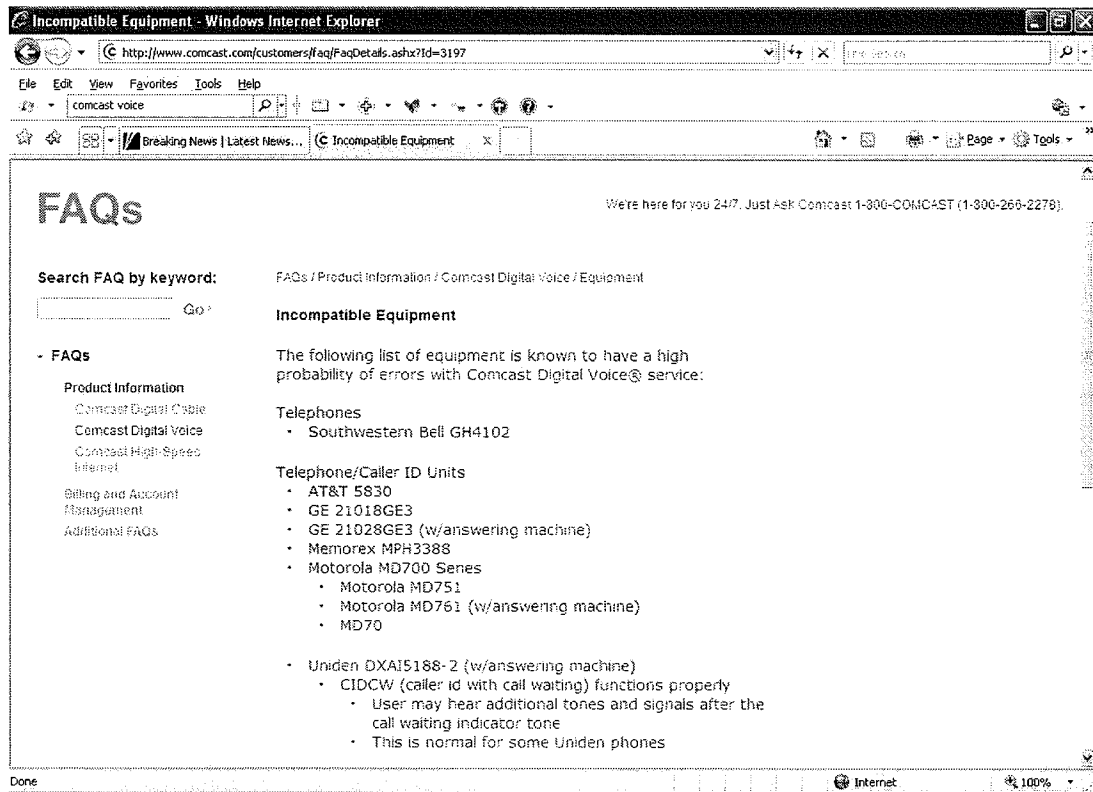 Incompatible Equipment - Windows Internet Explorer
http://www.comcast.com/customers/faq/FaqDetails.ashx?Id=3197
File Edit View Favorites Tools Help
comcast voice
Breaking News | Latest News... Incompatible Equipment Page Tools
FAQs
We're here for you 24/7. Just Ask Comcast 1-800-COMCAST (1-800-266-2278).
Search FAQ by keyword:
Go
FAQs / Product Information / Comcast Digital Voice / Equipment
Incompatible Equipment
- FAQs
Product Information
Comcast Digital Cable
Comcast Digital Voice
Comcast High-Speed
Internet
Billing and Account
Management
Additional FAQs
The following list of equipment is known to have a high
probability of errors with Comcast Digital Voice® service:
Telephones
• Southwestern Bell GH4102
Telephone/Caller ID Units
• AT&T 5830
• GE 21018GE3
• GE 21028GE3 (w/answering machine)
• Memorex MPH3388
• Motorola MD700 Series
• Motorola MD751
• Motorola MD761 (w/answering machine)
• MD70
• Uniden DXAI5188-2 (w/answering machine)
• CIDCW (caller id with call waiting) functions properly
• User may hear additional tones and signals after the
call waiting indicator tone
• This is normal for some Uniden phones
Done Internet 100%